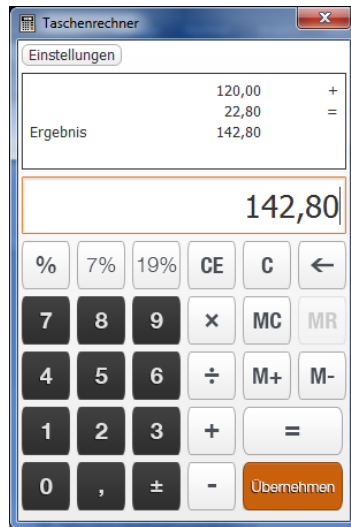 Taschenrechner x
Einstellungen
120,00 +
22,80 =
Ergebnis 142,80
142,80
% 7% 19% CE C ←
7 8 9 × MC MR
4 5 6 ÷ M+ M-
1 2 3 + =
0 , ± - Übernehmen